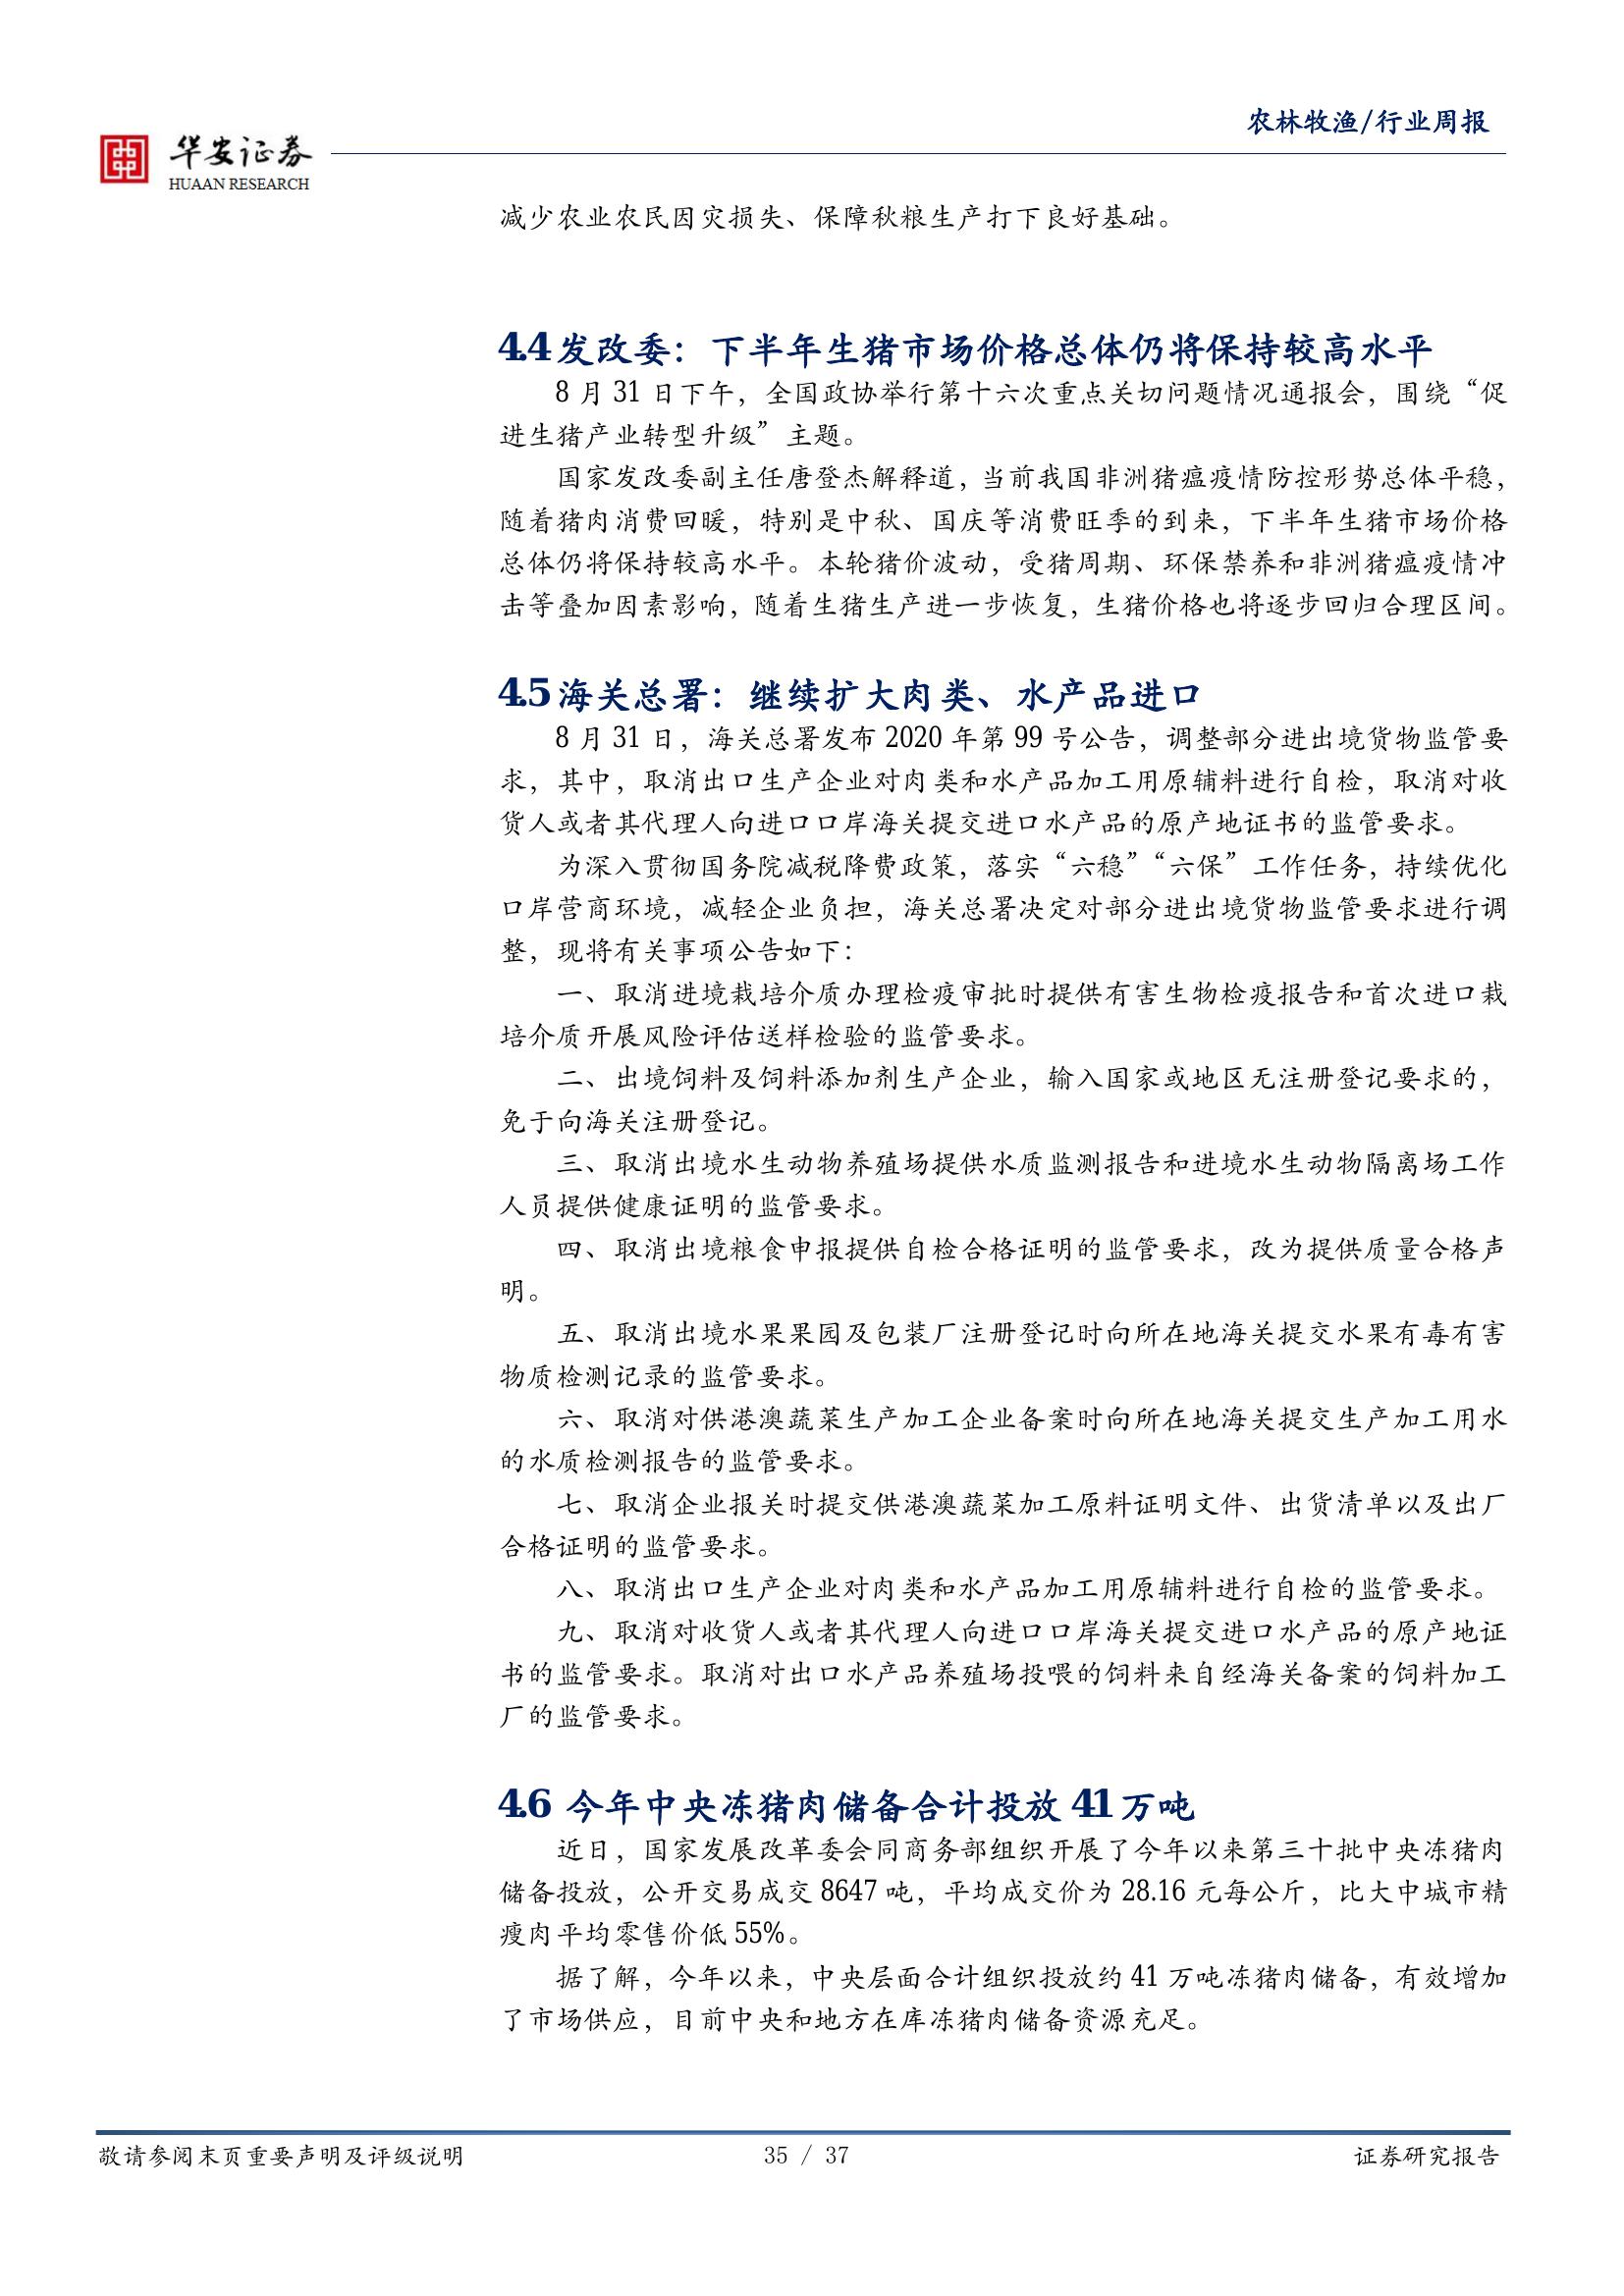 农林牧渔/行业周报
华安证券
HUAAN RESEARCH
减少农业农民因灾损失、保障秋粮生产打下良好基础。
4.4 发改委：下半年生猪市场价格总体仍将保持较高水平
8 月 31 日下午，全国政协举行第十六次重点关切问题情况通报会，围绕“促
进生猪产业转型升级”主题。
国家发改委副主任唐登杰解释道，当前我国非洲猪瘟疫情防控形势总体平稳，
随着猪肉消费回暖，特别是中秋、国庆等消费旺季的到来，下半年生猪市场价格
总体仍将保持较高水平。本轮猪价波动，受猪周期、环保禁养和非洲猪瘟疫情冲
击等叠加因素影响，随着生猪生产进一步恢复，生猪价格也将逐步回归合理区间。
4.5 海关总署：继续扩大肉类、水产品进口
8 月 31 日，海关总署发布 2020 年第 99 号公告，调整部分进出境货物监管要
求，其中，取消出口生产企业对肉类和水产品加工用原辅料进行自检，取消对收
货人或者其代理人向进口口岸海关提交进口水产品的原产地证书的监管要求。
为深入贯彻国务院减税降费政策，落实“六稳”“六保”工作任务，持续优化
口岸营商环境，减轻企业负担，海关总署决定对部分进出境货物监管要求进行调
整，现将有关事项公告如下：
一、取消进境栽培介质办理检疫审批时提供有害生物检疫报告和首次进口栽
培介质开展风险评估送样检验的监管要求。
二、出境饲料及饲料添加剂生产企业，输入国家或地区无注册登记要求的，
免于向海关注册登记。
三、取消出境水生动物养殖场提供水质监测报告和进境水生动物隔离场工作
人员提供健康证明的监管要求。
四、取消出境粮食申报提供自检合格证明的监管要求，改为提供质量合格声
明。
五、取消出境水果果园及包装厂注册登记时向所在地海关提交水果有毒有害
物质检测记录的监管要求。
六、取消对供港澳蔬菜生产加工企业备案时向所在地海关提交生产加工用水
的水质检测报告的监管要求。
七、取消企业报关时提交供港澳蔬菜加工原料证明文件、出货清单以及出厂
合格证明的监管要求。
八、取消出口生产企业对肉类和水产品加工用原辅料进行自检的监管要求。
九、取消对收货人或者其代理人向进口口岸海关提交进口水产品的原产地证
书的监管要求。取消对出口水产品养殖场投喂的饲料来自经海关备案的饲料加工
厂的监管要求。
4.6 今年中央冻猪肉储备合计投放 41 万吨
近日，国家发展改革委会同商务部组织开展了今年以来第三十批中央冻猪肉
储备投放，公开交易成交 8647 吨，平均成交价为 28.16 元每公斤，比大中城市精
瘦肉平均零售价低 55%。
据了解，今年以来，中央层面合计组织投放约 41 万吨冻猪肉储备，有效增加
了市场供应，目前中央和地方在库冻猪肉储备资源充足。
敬请参阅末页重要声明及评级说明
35 / 37
证券研究报告